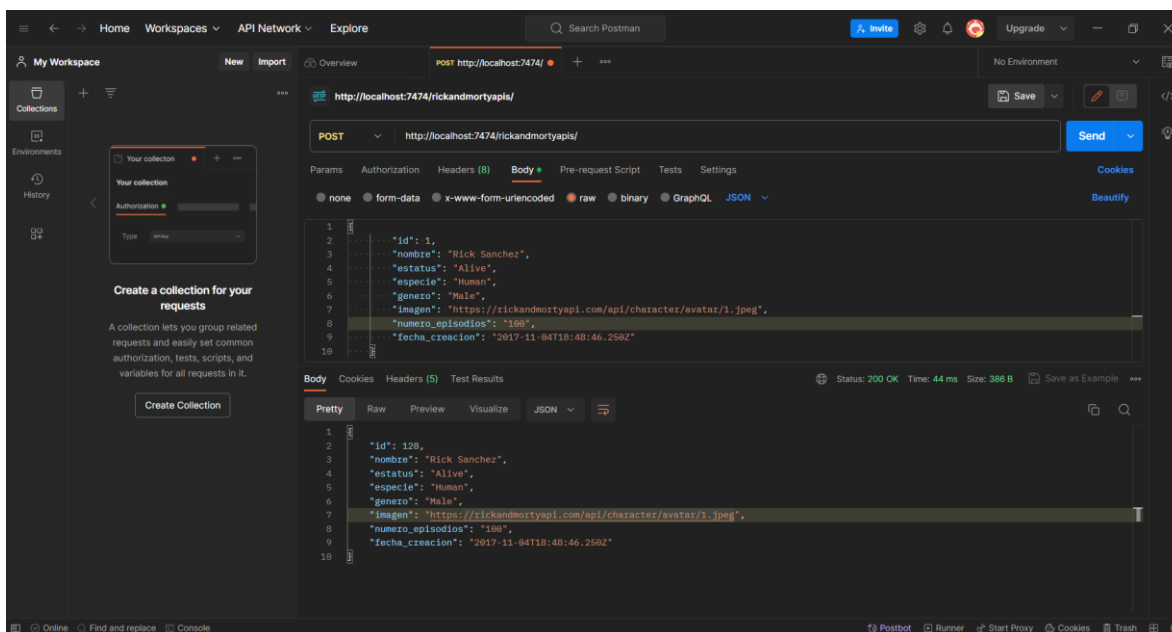 Home Workspaces API Network Explore Search Postman Invite Upgrade
My Workspace New Import Overview POST http://localhost:7474/ No Environment
Collections
Environments
History
Your collecton
Your collection
Authorization
Type API Key
Create a collection for your
requests
A collection lets you group related
requests and easily set common
authorization, tests, scripts, and
variables for all requests in it.
Create Collection
http://localhost:7474/rickandmortyapis/ Save
POST http://localhost:7474/rickandmortyapis/ Send
Params Authorization Headers (8) Body Pre-request Script Tests Settings Cookies
none form-data x-www-form-urlencoded raw binary GraphQL JSON Beautify
1 {
2 "id": 1,
3 "nombre": "Rick Sanchez",
4 "estatus": "Alive",
5 "especie": "Human",
6 "genero": "Male",
7 "imagen": "https://rickandmortyapi.com/api/character/avatar/1.jpeg",
8 "numero_episodios": "100",
9 "fecha_creacion": "2017-11-04T18:48:46.250Z"
10 }
Body Cookies Headers (5) Test Results Status: 200 OK Time: 44 ms Size: 386 B Save as Example
Pretty Raw Preview Visualize JSON
1 {
2 "id": 128,
3 "nombre": "Rick Sanchez",
4 "estatus": "Alive",
5 "especie": "Human",
6 "genero": "Male",
7 "imagen": "https://rickandmortyapi.com/api/character/avatar/1.jpeg",
8 "numero_episodios": "100",
9 "fecha_creacion": "2017-11-04T18:48:46.250Z"
10 }
Online Find and replace Console Postbot Runner Start Proxy Cookies Trash